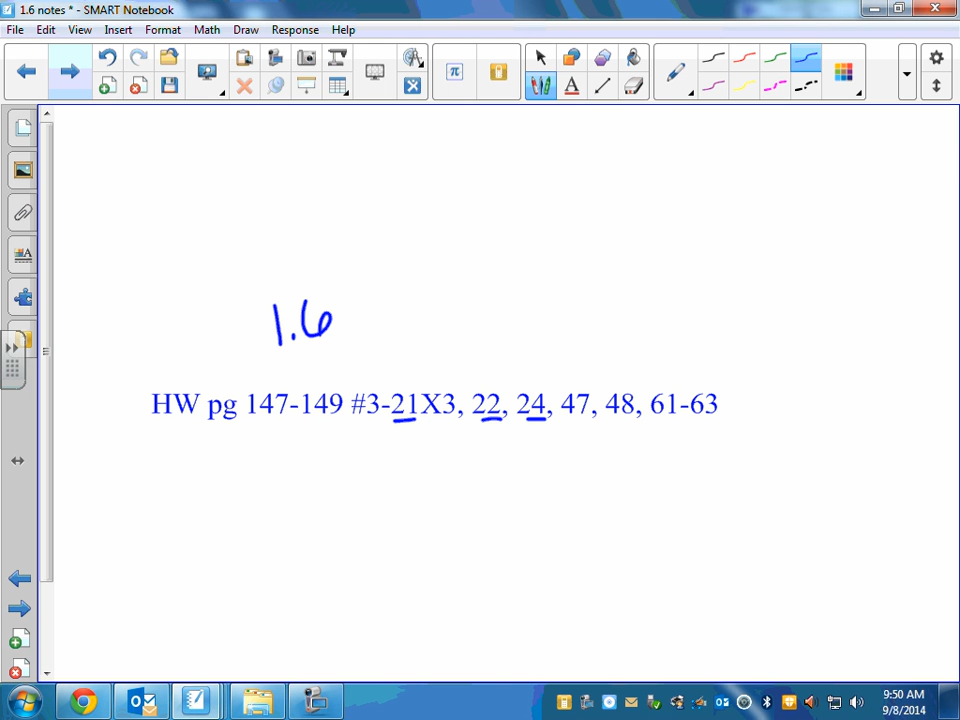 1.6 notes * - SMART Notebook
File Edit View Insert Format Math Draw Response Help
1.6
HW pg 147-149 #3-21X3, 22, 24, 47, 48, 61-63
9:50 AM
9/8/2014